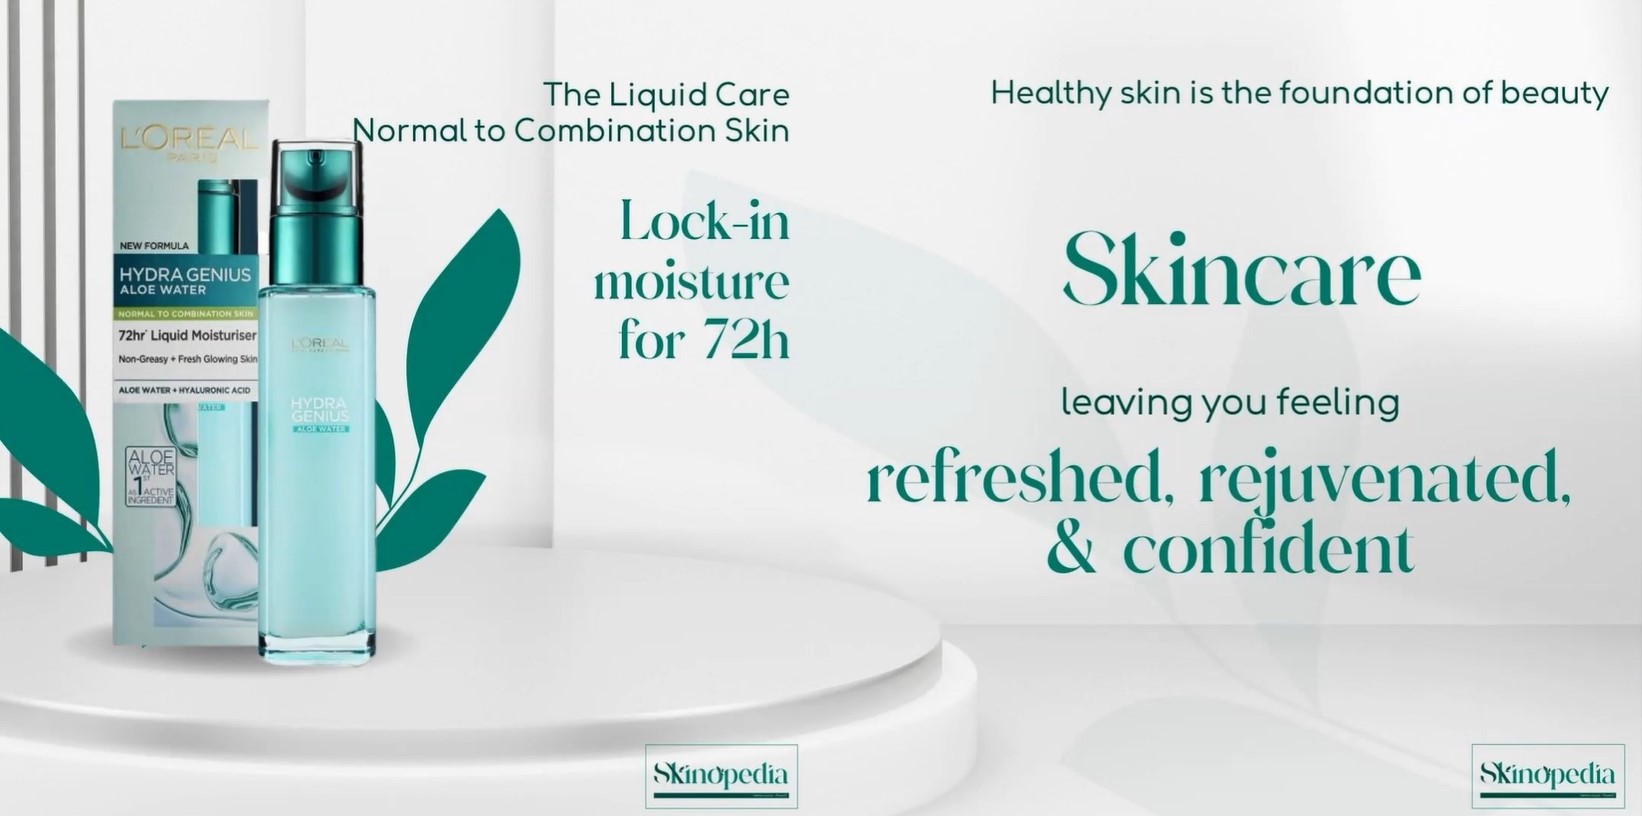 The Liquid Care
Normal to Combination Skin
Lock-in
moisture
for 72h
L'ORÉAL
PARIS
NEW FORMULA
HYDRA GENIUS
ALOE WATER
NORMAL TO COMBINATION SKIN
72hr* Liquid Moisturiser
Non-Greasy + Fresh Glowing Skin
ALOE WATER + HYALURONIC ACID
WATER
ALOE
WATER
1ST
AS ACTIVE
INGREDIENT
L'ORÉAL
HYDRA
GENIUS
ALOE WATER
Skinopedia
Healthy skin is the foundation of beauty
Skincare
leaving you feeling
refreshed, rejuvenated,
& confident
Skinopedia